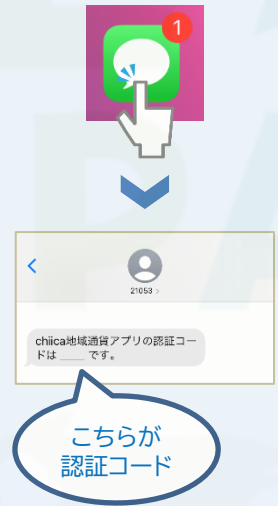 1
21053 >
chiica地域通貨アプリの認証コー
ドは ____ です。
こちらが
認証コード